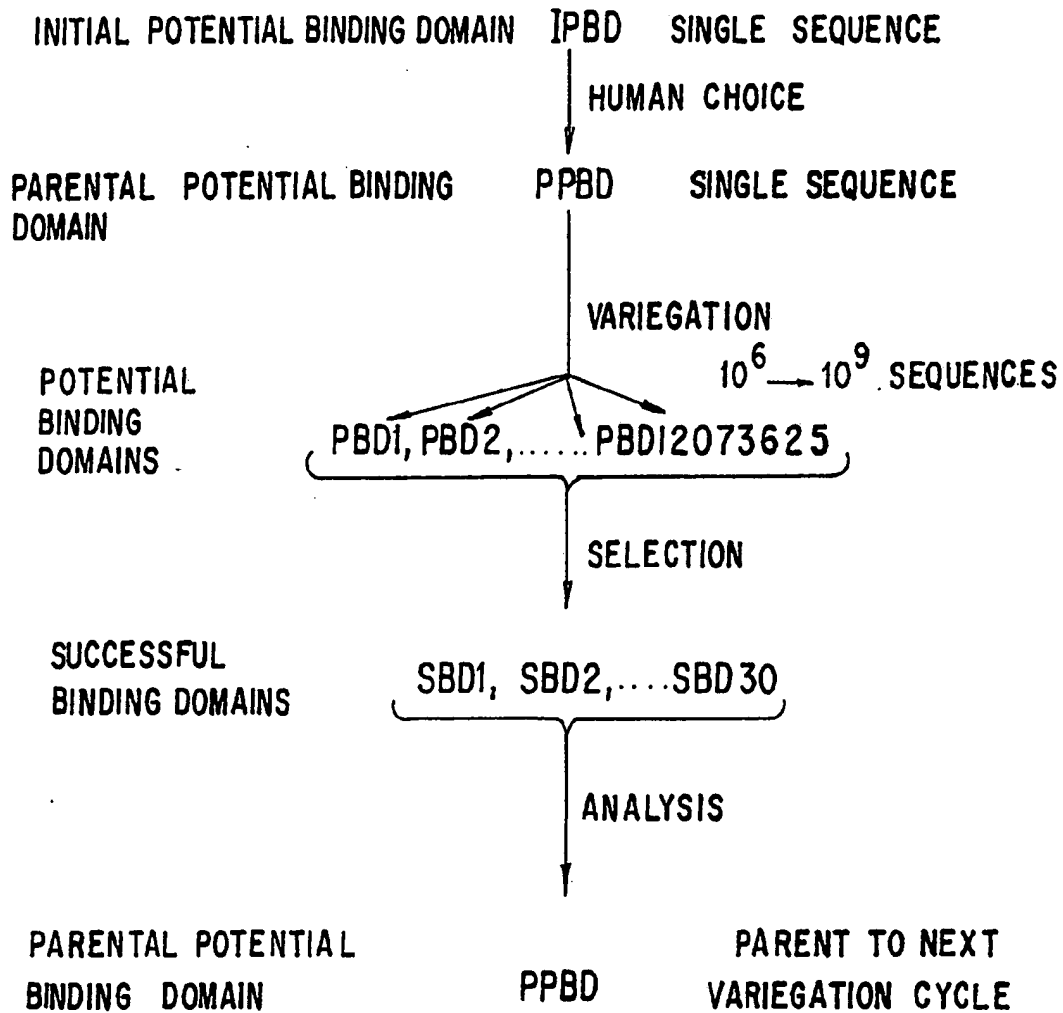 INITIAL POTENTIAL BINDING DOMAIN IPBD SINGLE SEQUENCE
HUMAN CHOICE
PARENTAL POTENTIAL BINDING DOMAIN PPBD SINGLE SEQUENCE
VARIEGATION
10^6 → 10^9 SEQUENCES
POTENTIAL
BINDING
DOMAINS
PBD1, PBD2, ...... PBD12073625
SELECTION
SUCCESSFUL
BINDING DOMAINS
SBD1, SBD2,....SBD30
ANALYSIS
PARENTAL POTENTIAL
BINDING DOMAIN
PPBD
PARENT TO NEXT
VARIEGATION CYCLE